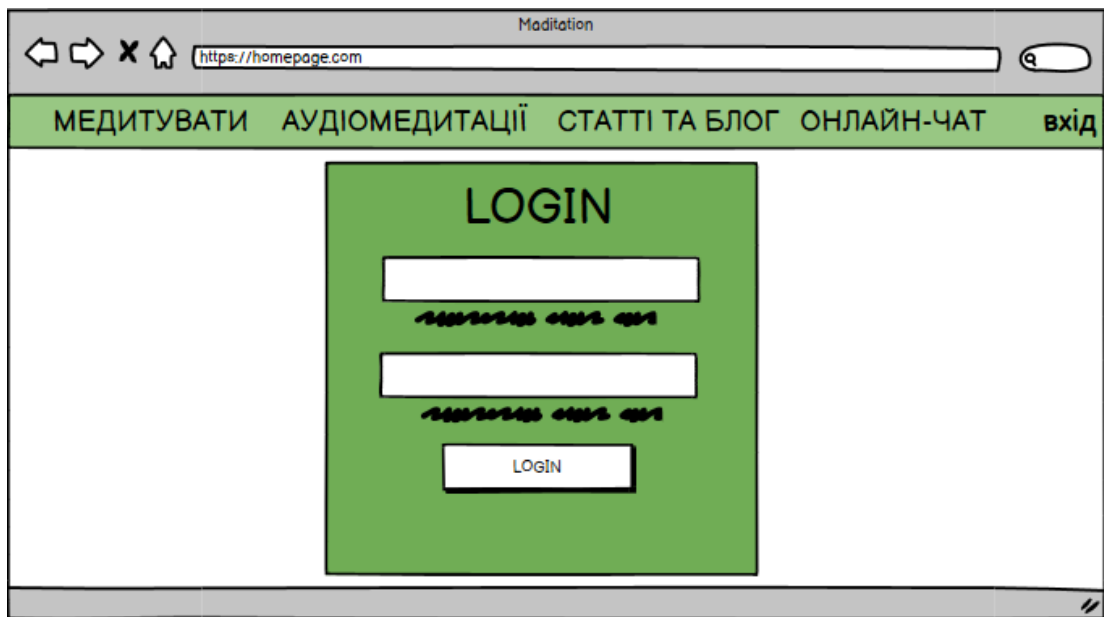 Maditation
https://homepage.com
МЕДИТУВАТИ АУДІОМЕДИТАЦІЇ СТАТТІ ТА БЛОГ ОНЛАЙН-ЧАТ вхід
LOGIN
LOGIN